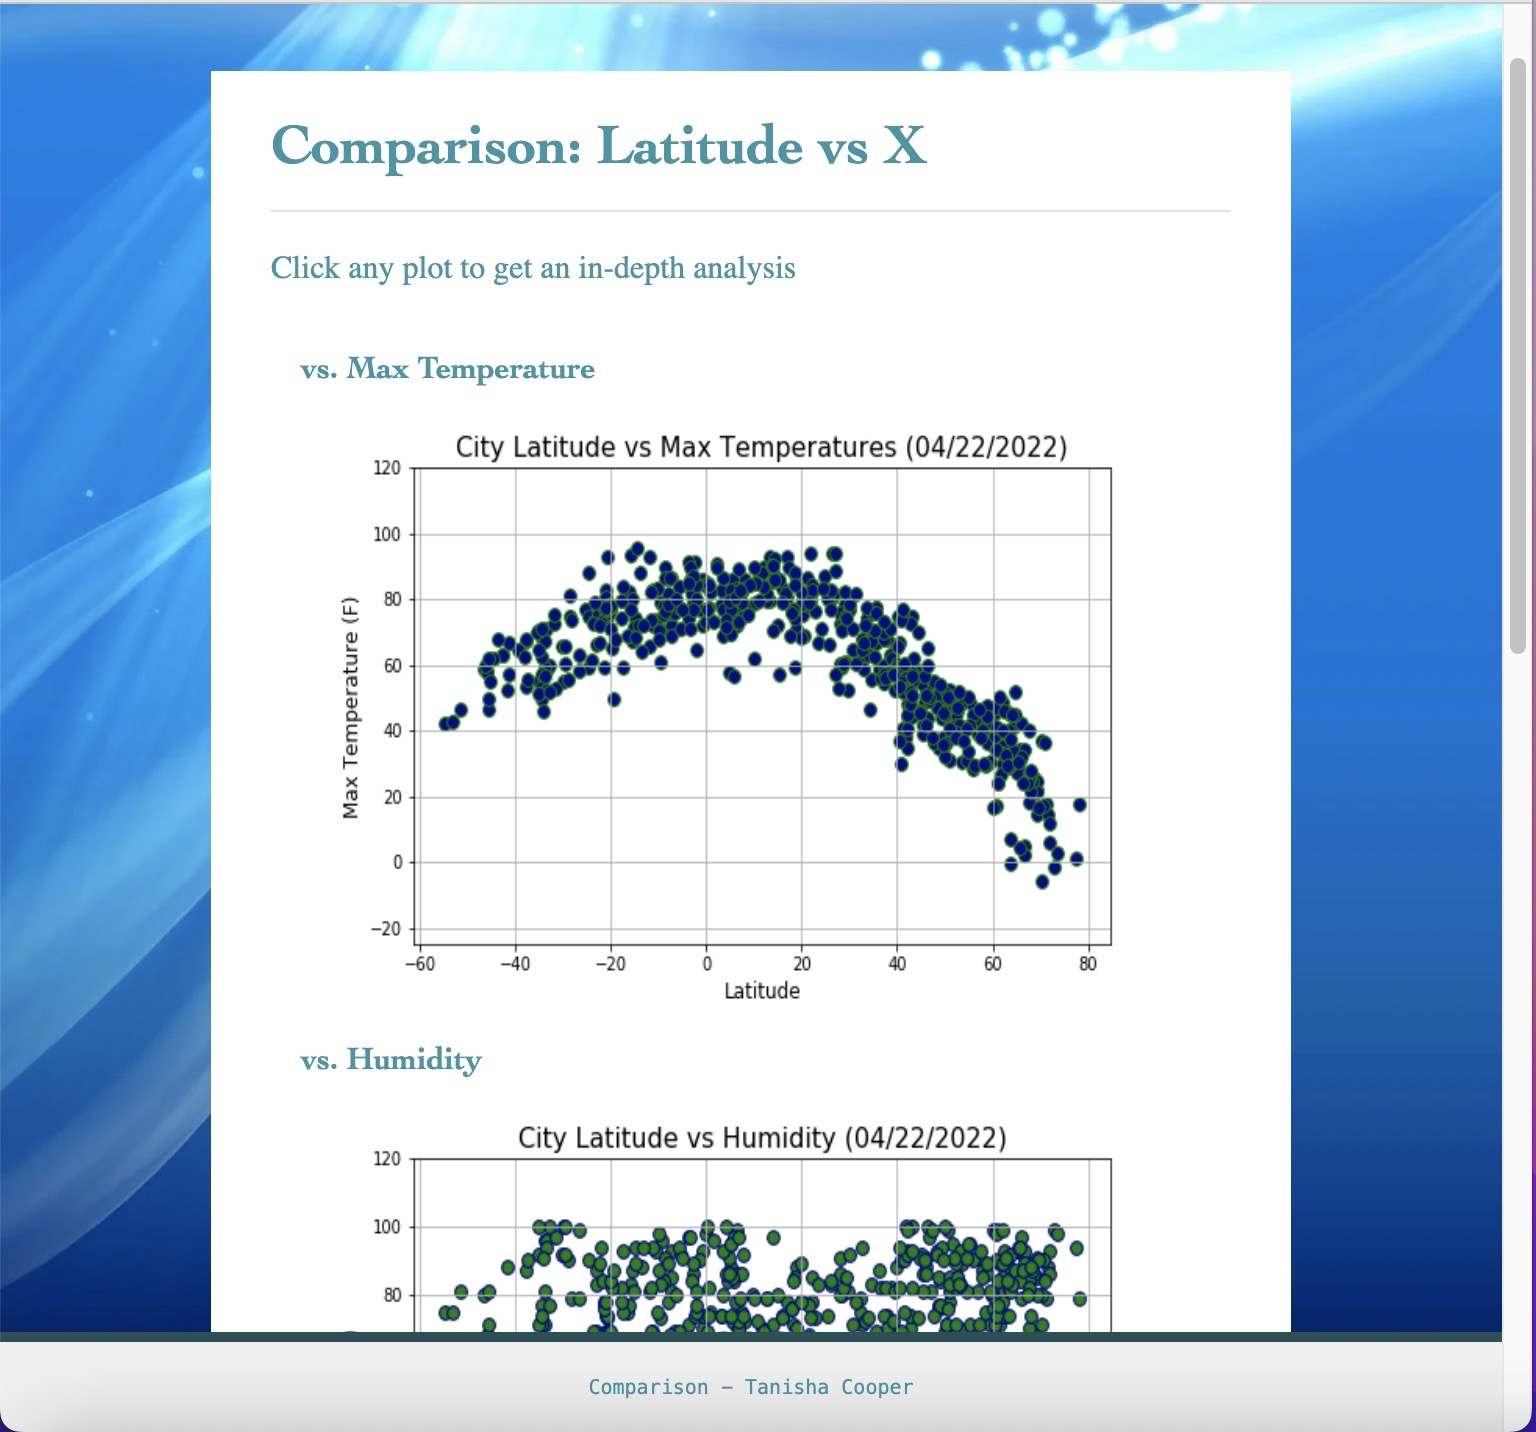 Comparison: Latitude vs X
Click any plot to get an in-depth analysis
vs. Max Temperature
City Latitude vs Max Temperatures (04/22/2022)
120
100
80
60
40
20
0
−20
Max Temperature (F)
−60 −40 −20 0 20 40 60 80
Latitude
vs. Humidity
City Latitude vs Humidity (04/22/2022)
120
100
80
Comparison − Tanisha Cooper